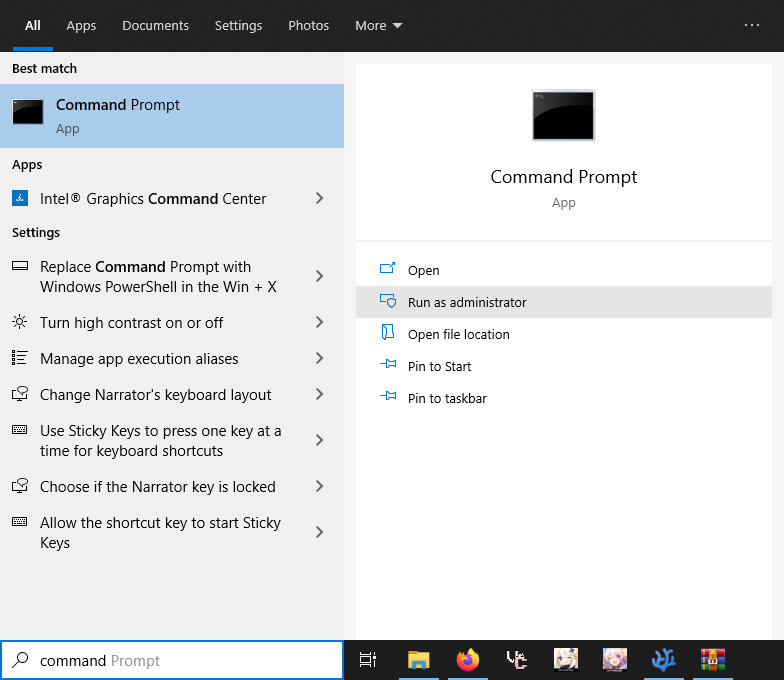 All Apps Documents Settings Photos More ...
Best match
Command Prompt
App
Apps
Intel® Graphics Command Center
Settings
Replace Command Prompt with
Windows PowerShell in the Win + X
Turn high contrast on or off
Manage app execution aliases
Change Narrator's keyboard layout
Use Sticky Keys to press one key at a
time for keyboard shortcuts
Choose if the Narrator key is locked
Allow the shortcut key to start Sticky
Keys
command Prompt
Command Prompt
App
Open
Run as administrator
Open file location
Pin to Start
Pin to taskbar